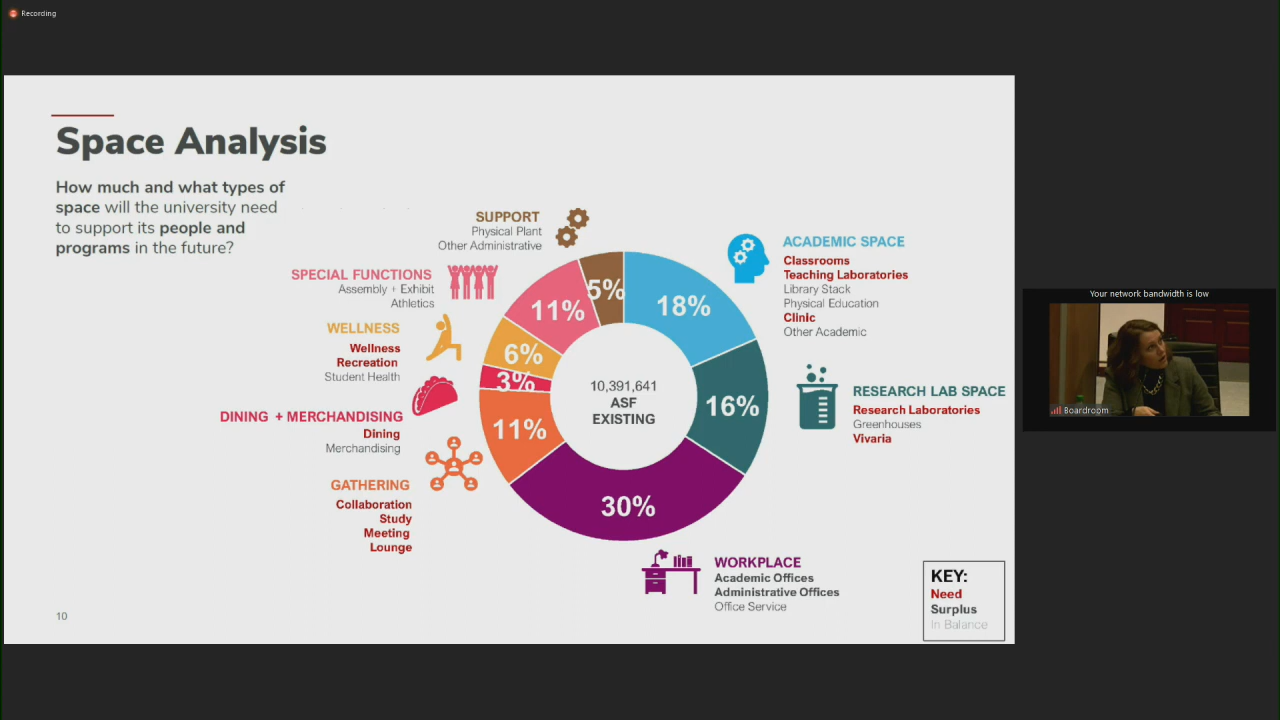 Recording
Space Analysis
How much and what types of
space will the university need
to support its people and
programs in the future?
SUPPORT
Physical Plant
Other Administrative
SPECIAL FUNCTIONS
Assembly + Exhibit
Athletics
WELLNESS
Wellness
Recreation
Student Health
DINING + MERCHANDISING
Dining
Merchandising
GATHERING
Collaboration
Study
Meeting
Lounge
5%
18%
11%
6%
3%
16%
11%
30%
10,391,641
ASF
EXISTING
ACADEMIC SPACE
Classrooms
Teaching Laboratories
Library Stack
Physical Education
Clinic
Other Academic
RESEARCH LAB SPACE
Research Laboratories
Greenhouses
Vivaria
WORKPLACE
Academic Offices
Administrative Offices
Office Service
KEY:
Need
Surplus
In Balance
10
Your network bandwidth is low
Boardroom